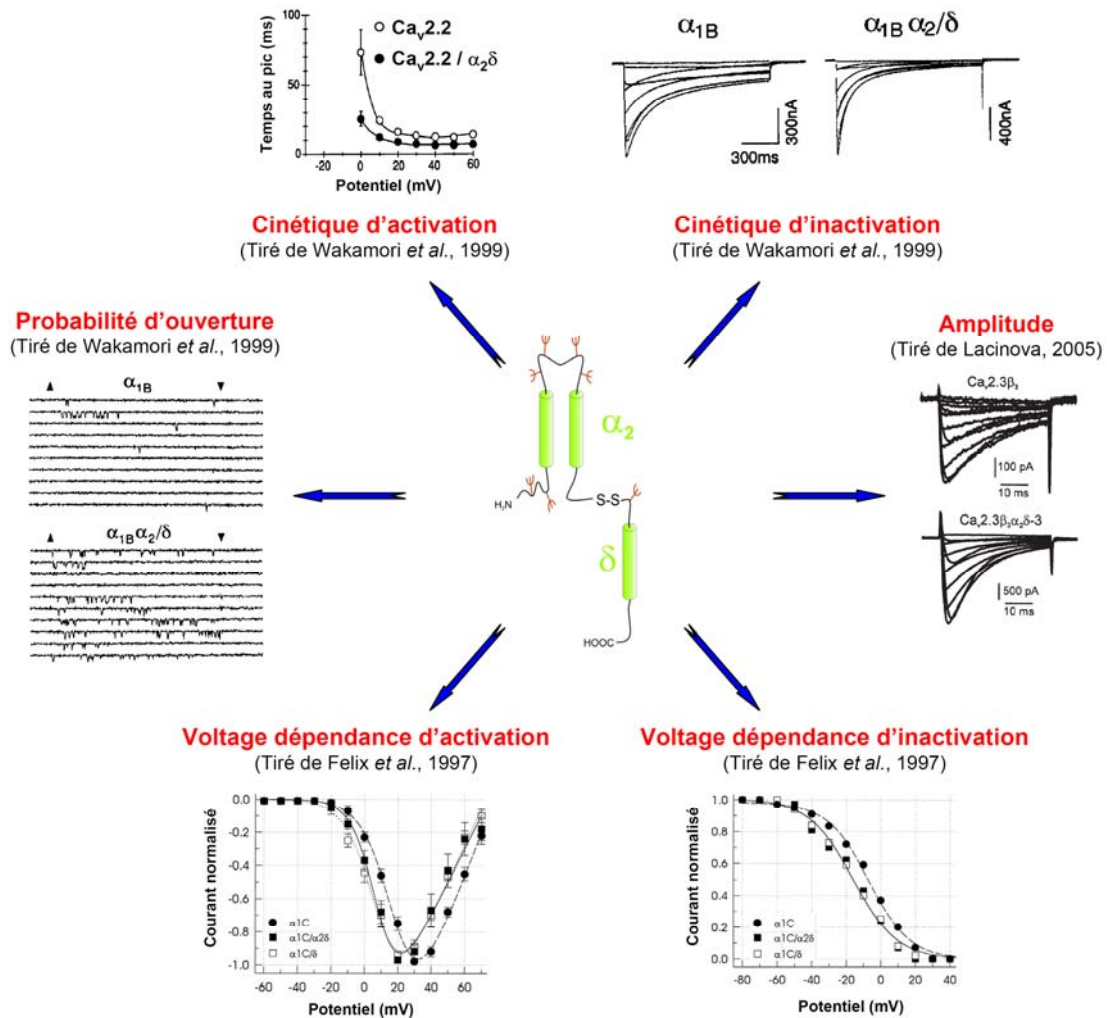 Temps au pic (ms)
100
50
0
Caᵥ2.2
Caᵥ2.2 / α₂δ
-20 0 20 40 60
Potentiel (mV)
Cinétique d'activation
(Tiré de Wakamori et al., 1999)
α₁B
α₁B α₂/δ
300nA
300ms
400nA
Cinétique d'inactivation
(Tiré de Wakamori et al., 1999)
Probabilité d'ouverture
(Tiré de Wakamori et al., 1999)
α₁B
α₁Bα₂/δ
Amplitude
(Tiré de Lacinova, 2005)
Caᵥ2.3β₃
100 pA
10 ms
Caᵥ2.3β₃α₂δ-3
500 pA
10 ms
α₂
H₂N
S-S
δ
HOOC
Voltage dépendance d'activation
(Tiré de Felix et al., 1997)
Courant normalisé
0.0
-0.2
-0.4
-0.6
-0.8
-1.0
α1C
α1C/α2δ
α1C/δ
-60 -40 -20 0 20 40 60
Potentiel (mV)
Voltage dépendance d'inactivation
(Tiré de Felix et al., 1997)
Courant normalisé
1.0
0.8
0.6
0.4
0.2
0.0
α1C
α1C/α2δ
α1C/δ
-80 -60 -40 -20 0 20 40
Potentiel (mV)